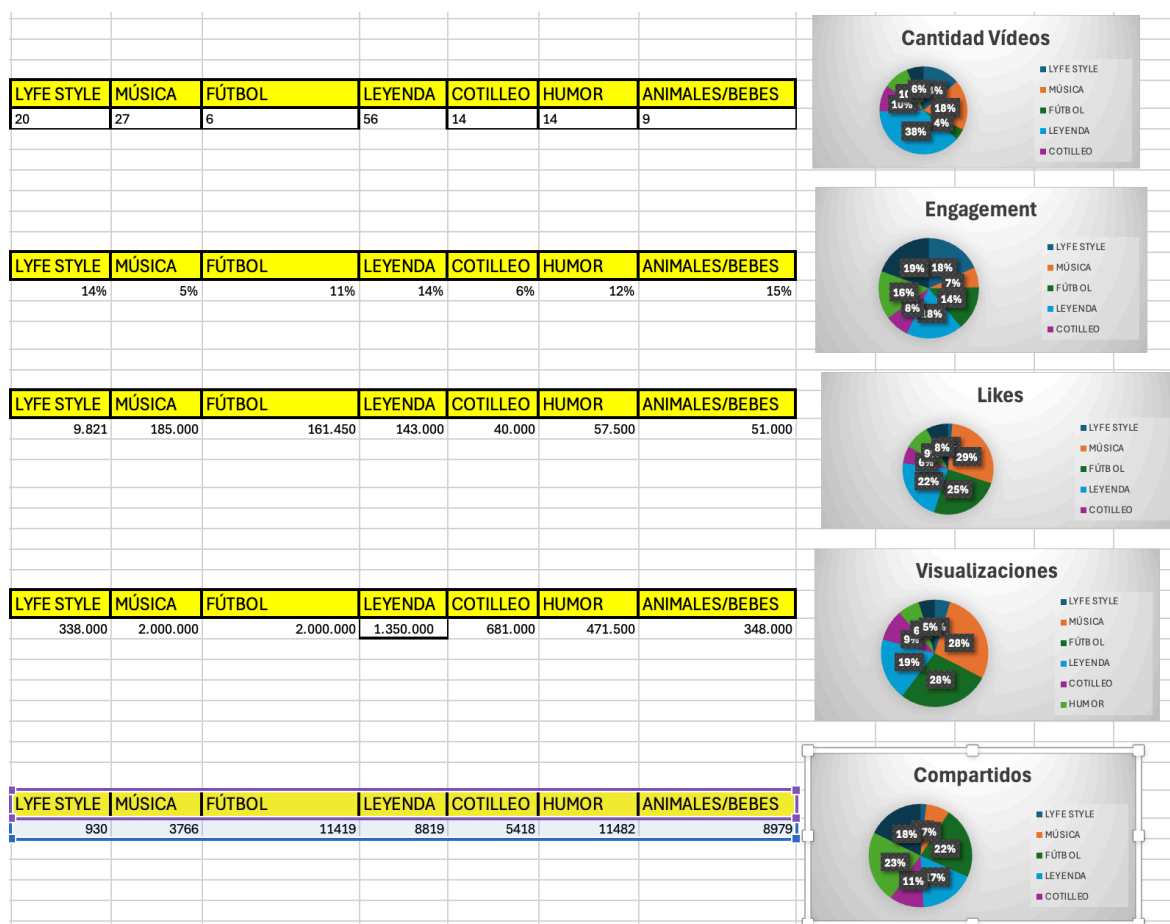 Cantidad Vídeos
LYFE STYLE MÚSICA FÚTBOL LEYENDA COTILLEO HUMOR ANIMALES/BEBES
20 27 6 56 14 14 9
6%
10%
18%
4%
38%
LYFE STYLE
MÚSICA
FÚTBOL
LEYENDA
COTILLEO
Engagement
LYFE STYLE MÚSICA FÚTBOL LEYENDA COTILLEO HUMOR ANIMALES/BEBES
14% 5% 11% 14% 6% 12% 15%
19% 18%
7%
16%
14%
8%
LYFE STYLE
MÚSICA
FÚTBOL
LEYENDA
COTILLEO
Likes
LYFE STYLE MÚSICA FÚTBOL LEYENDA COTILLEO HUMOR ANIMALES/BEBES
9.821 185.000 161.450 143.000 40.000 57.500 51.000
8%
29%
6%
22%
25%
LYFE STYLE
MÚSICA
FÚTBOL
LEYENDA
COTILLEO
Visualizaciones
LYFE STYLE MÚSICA FÚTBOL LEYENDA COTILLEO HUMOR ANIMALES/BEBES
338.000 2.000.000 2.000.000 1.350.000 681.000 471.500 348.000
5%
28%
9%
19%
28%
LYFE STYLE
MÚSICA
FÚTBOL
LEYENDA
COTILLEO
HUMOR
Compartidos
LYFE STYLE MÚSICA FÚTBOL LEYENDA COTILLEO HUMOR ANIMALES/BEBES
930 3766 11419 8819 5418 11482 8979
18% 7%
22%
23%
11% 17%
LYFE STYLE
MÚSICA
FÚTBOL
LEYENDA
COTILLEO